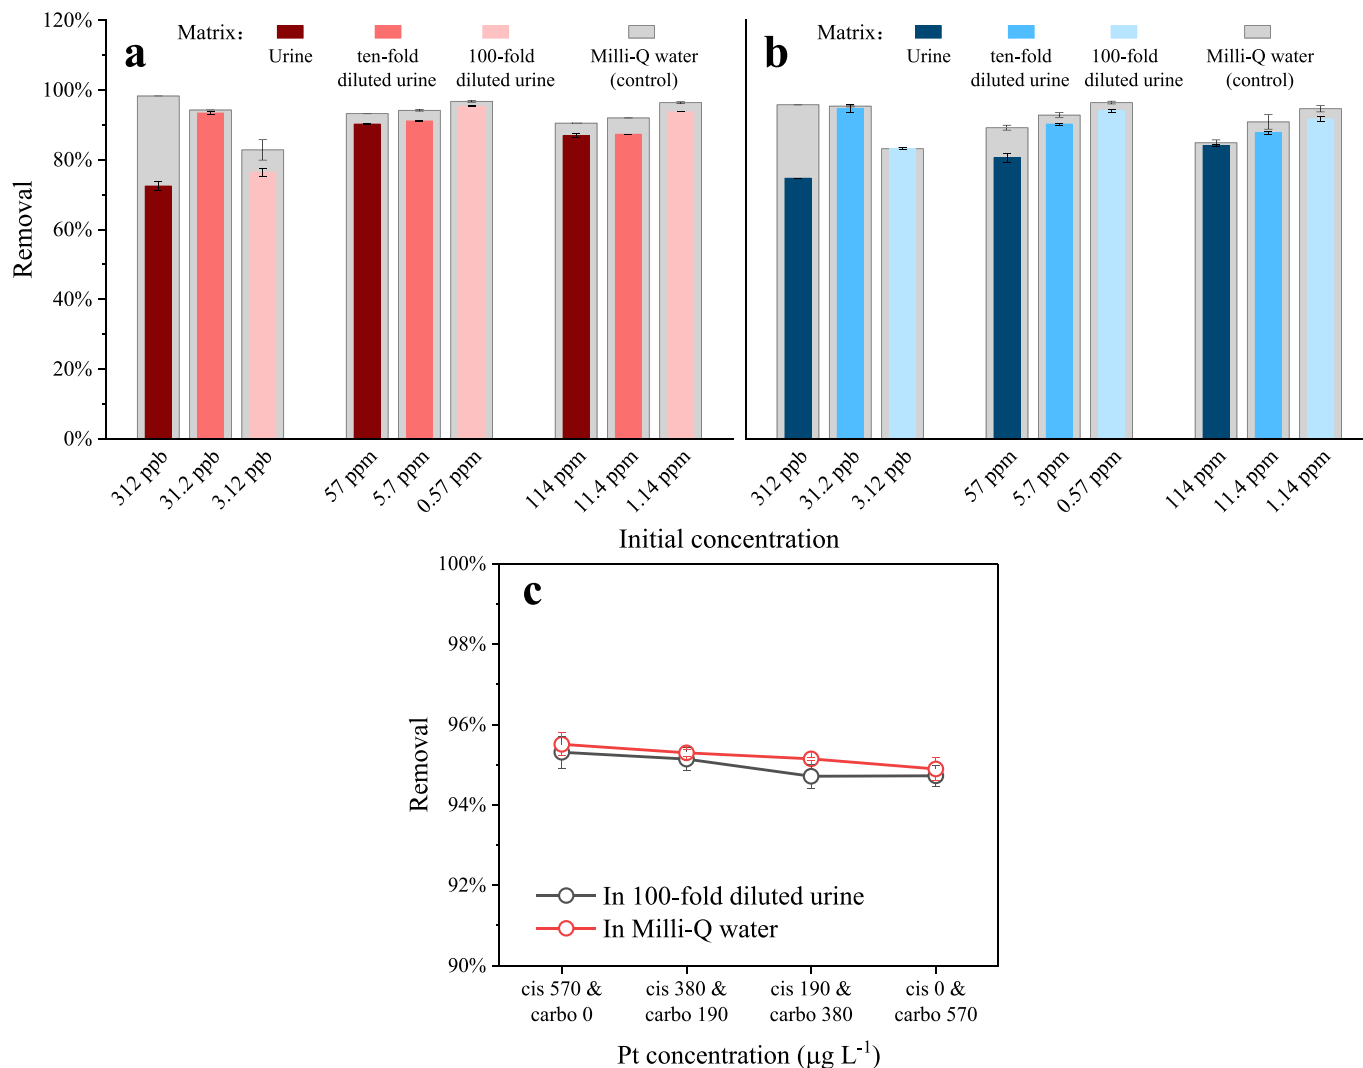 120%
100%
80%
60%
40%
20%
0%
Removal
a
Matrix:
Urine
ten-fold
diluted urine
100-fold
diluted urine
Milli-Q water
(control)
312 ppb
31.2 ppb
3.12 ppb
57 ppm
5.7 ppm
0.57 ppm
114 ppm
11.4 ppm
1.14 ppm
b
Matrix:
Urine
ten-fold
diluted urine
100-fold
diluted urine
Milli-Q water
(control)
312 ppb
31.2 ppb
3.12 ppb
57 ppm
5.7 ppm
0.57 ppm
114 ppm
11.4 ppm
1.14 ppm
Initial concentration
100%
98%
96%
94%
92%
90%
Removal
c
In 100-fold diluted urine
In Milli-Q water
cis 570 &
carbo 0
cis 380 &
carbo 190
cis 190 &
carbo 380
cis 0 &
carbo 570
Pt concentration (μg L⁻¹)